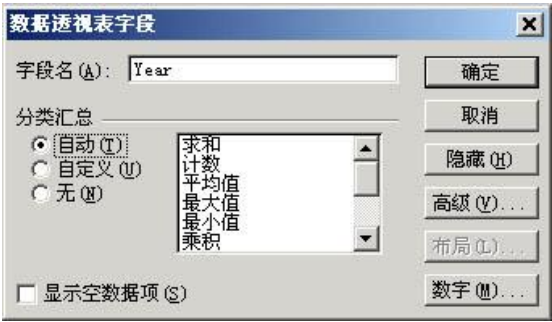 数据透视表字段
字段名(A): Year
确定
分类汇总
取消
自动(T)
自定义(U)
无(N)
求和
计数
平均值
最大值
最小值
乘积
隐藏(H)
高级(V)...
布局(L)...
显示空数据项(S)
数字(M)...